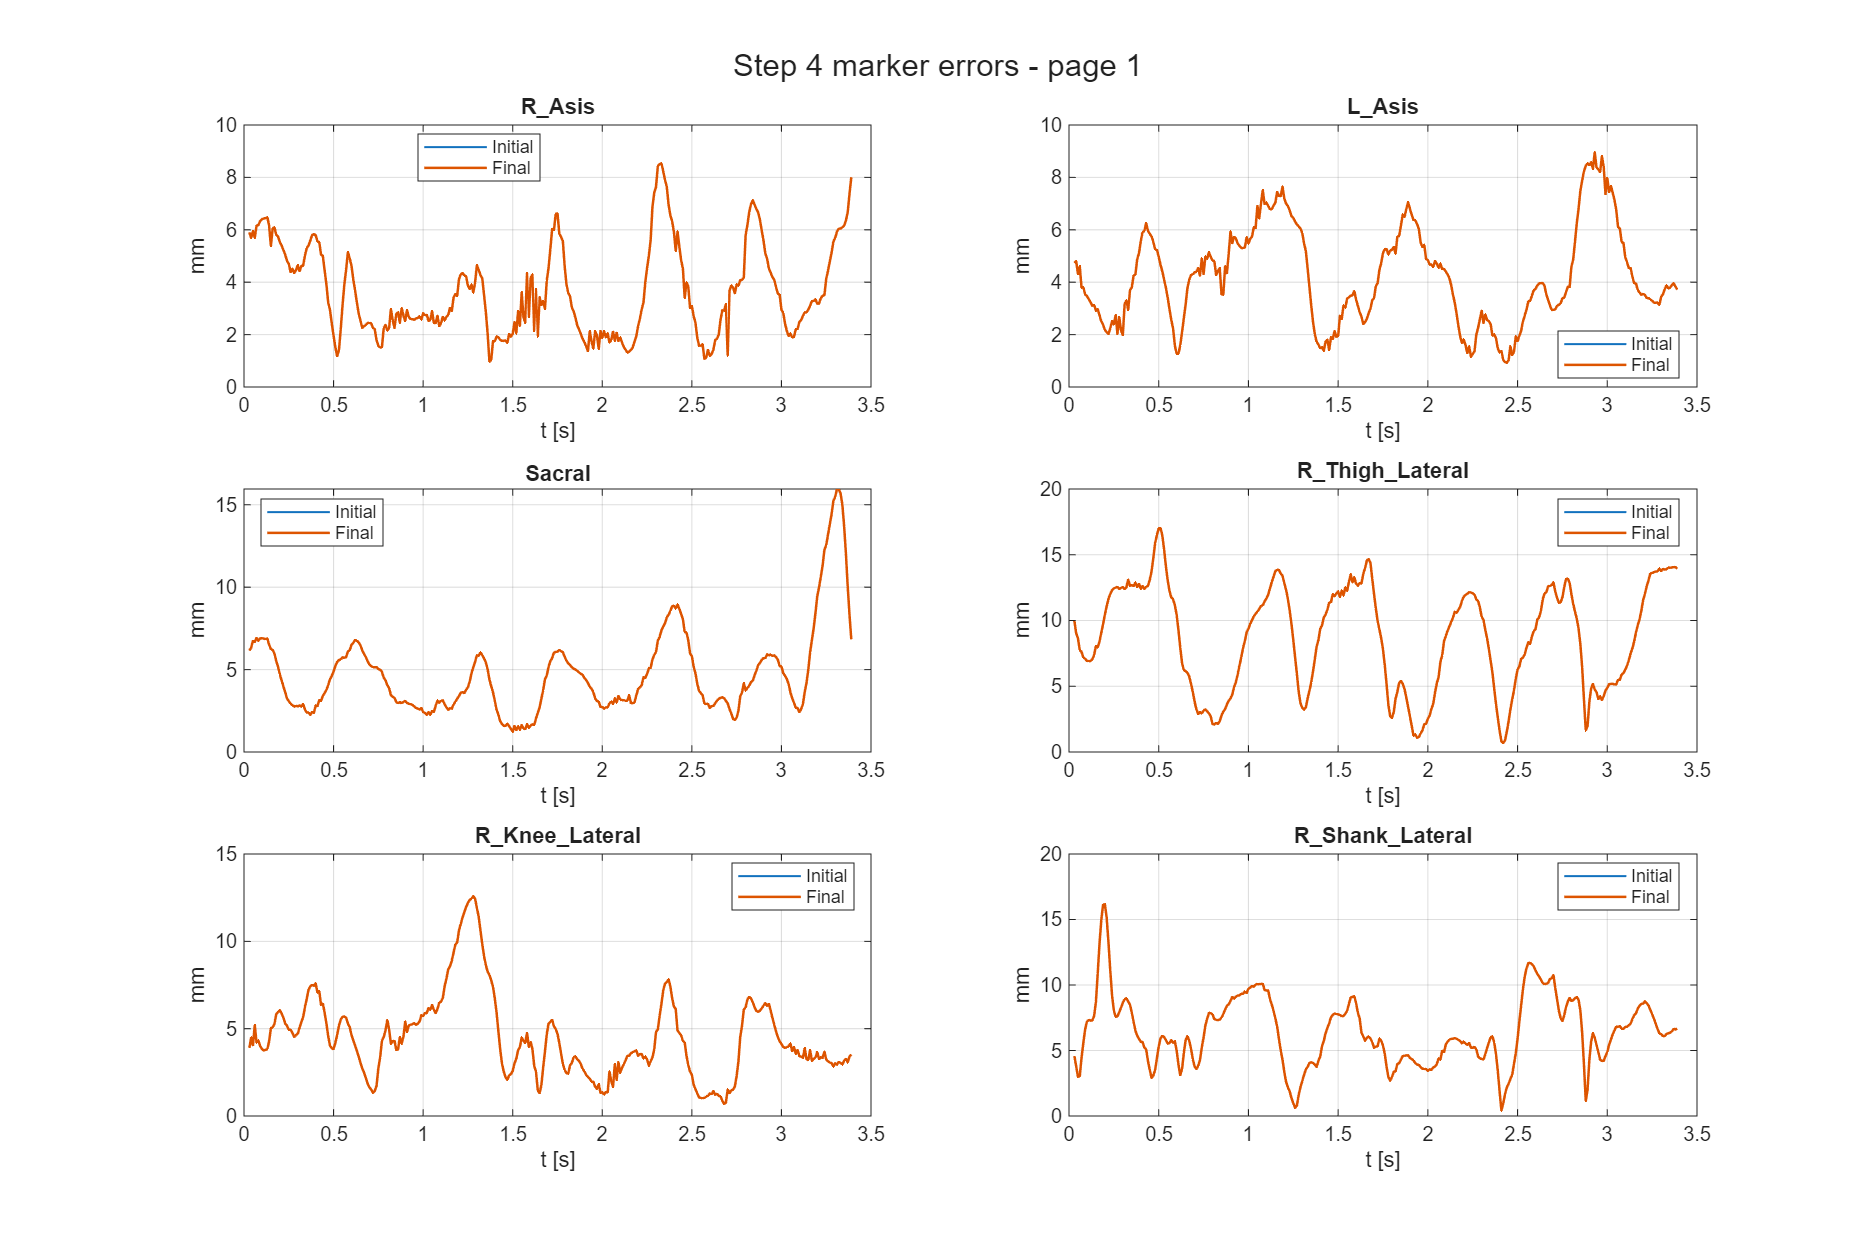 Step 4 marker errors - page 1
R_Asis
10
8
6
4
2
0
mm
Initial
Final
0 0.5 1 1.5 2 2.5 3 3.5
t [s]
L_Asis
10
8
6
4
2
0
mm
Initial
Final
0 0.5 1 1.5 2 2.5 3 3.5
t [s]
Sacral
15
10
5
0
mm
Initial
Final
0 0.5 1 1.5 2 2.5 3 3.5
t [s]
R_Thigh_Lateral
20
15
10
5
0
mm
Initial
Final
0 0.5 1 1.5 2 2.5 3 3.5
t [s]
R_Knee_Lateral
15
10
5
0
mm
Initial
Final
0 0.5 1 1.5 2 2.5 3 3.5
t [s]
R_Shank_Lateral
20
15
10
5
0
mm
Initial
Final
0 0.5 1 1.5 2 2.5 3 3.5
t [s]